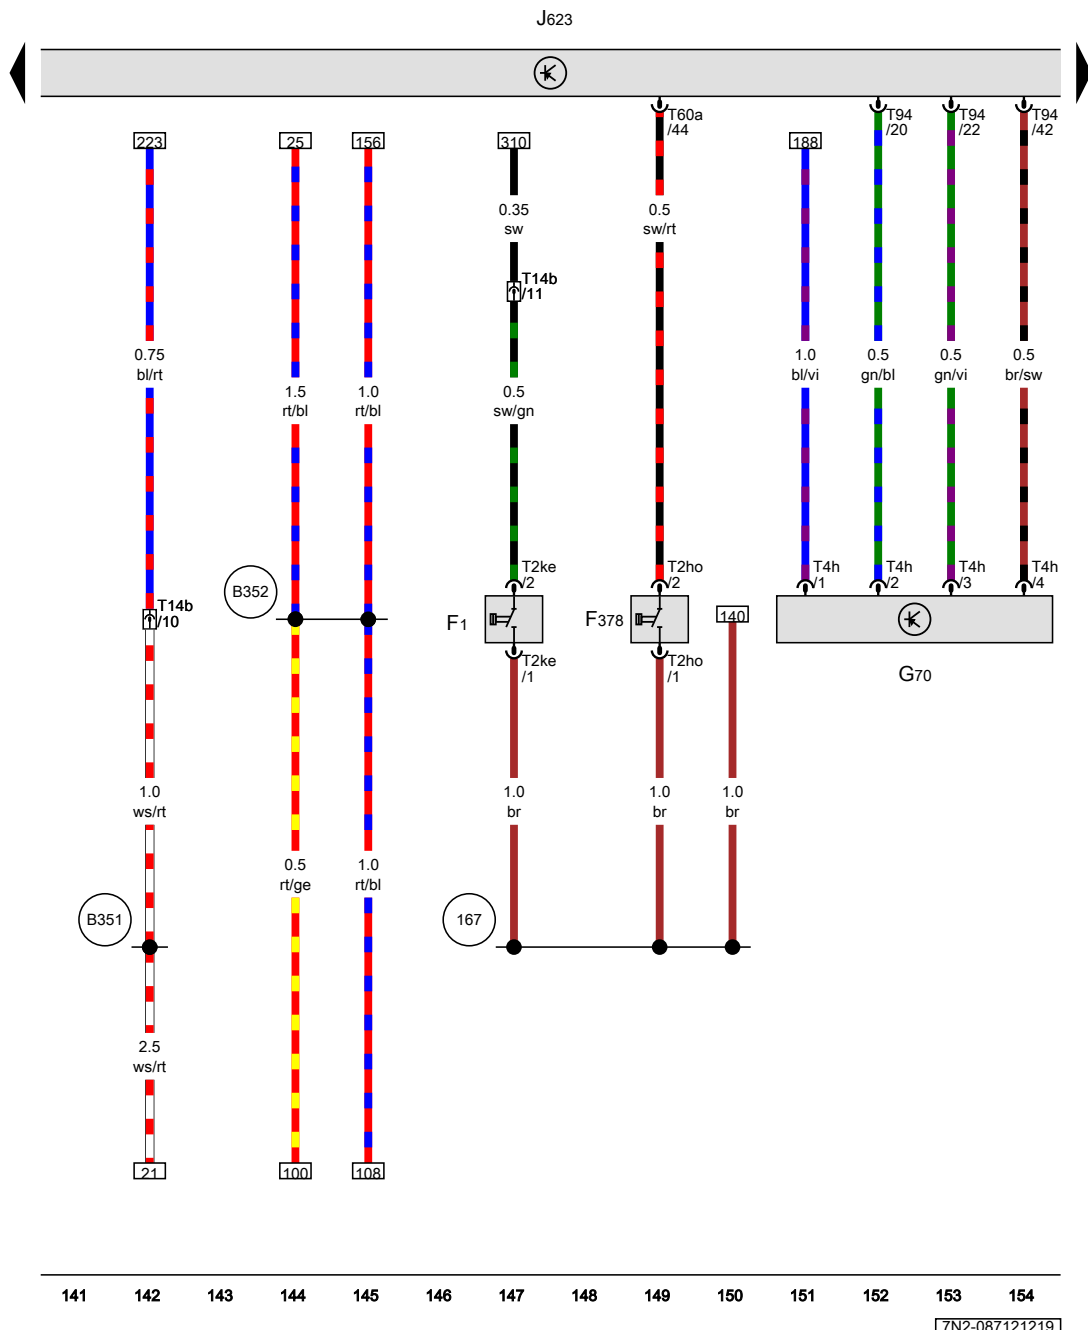 J623
T60a
/44
T94
/20
T94
/22
T94
/42
223
25
156
310
188
0.35
sw
0.5
sw/rt
T14b
/11
0.75
bl/rt
1.5
rt/bl
1.0
rt/bl
0.5
sw/gn
1.0
bl/vi
0.5
gn/bl
0.5
gn/vi
0.5
br/sw
T2ke
/2
T2ho
/2
T4h
/1
T4h
/2
T4h
/3
T4h
/4
B352
T14b
/10
F1
F378
140
T2ke
/1
T2ho
/1
G70
1.0
ws/rt
1.0
br
1.0
br
1.0
br
0.5
rt/ge
1.0
rt/bl
B351
167
2.5
ws/rt
21
100
108
141 142 143 144 145 146 147 148 149 150 151 152 153 154
7N2-087121219